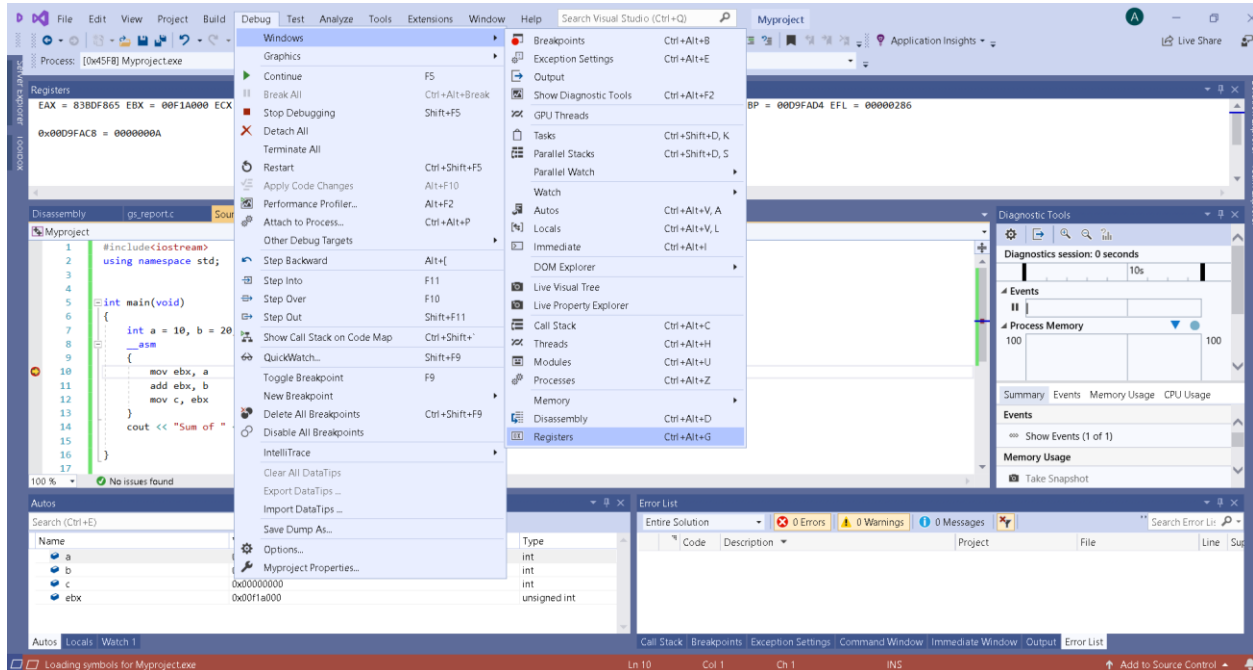 File Edit View Project Build Debug Test Analyze Tools Extensions Window Help Search Visual Studio (Ctrl+Q) Myproject A
Application Insights Live Share
Process: [0x45F8] Myproject.exe
Server Explorer
Toolbox
Registers
EAX = 83BDF865 EBX = 00F1A000 ECX
BP = 00D9FAD4 EFL = 00000286
0x00D9FAC8 = 0000000A
Windows
Graphics
Continue F5
Break All Ctrl+Alt+Break
Stop Debugging Shift+F5
Detach All
Terminate All
Restart Ctrl+Shift+F5
Apply Code Changes Alt+F10
Performance Profiler... Alt+F2
Attach to Process... Ctrl+Alt+P
Other Debug Targets
Step Backward Alt+[
Step Into F11
Step Over F10
Step Out Shift+F11
Show Call Stack on Code Map Ctrl+Shift+`
QuickWatch... Shift+F9
Toggle Breakpoint F9
New Breakpoint
Delete All Breakpoints Ctrl+Shift+F9
Disable All Breakpoints
IntelliTrace
Clear All DataTips
Export DataTips ...
Import DataTips ...
Save Dump As...
Options...
Myproject Properties...
Breakpoints Ctrl+Alt+B
Exception Settings Ctrl+Alt+E
Output
Show Diagnostic Tools Ctrl+Alt+F2
GPU Threads
Tasks Ctrl+Shift+D, K
Parallel Stacks Ctrl+Shift+D, S
Parallel Watch
Watch
Autos Ctrl+Alt+V, A
Locals Ctrl+Alt+V, L
Immediate Ctrl+Alt+I
DOM Explorer
Live Visual Tree
Live Property Explorer
Call Stack Ctrl+Alt+C
Threads Ctrl+Alt+H
Modules Ctrl+Alt+U
Processes Ctrl+Alt+Z
Memory
Disassembly Ctrl+Alt+D
Registers Ctrl+Alt+G
Disassembly gs_report.c Sour
Myproject
1 #include<iostream>
2 using namespace std;
3
4
5 int main(void)
6 {
7 int a = 10, b = 20
8 __asm
9 {
10 mov ebx, a
11 add ebx, b
12 mov c, ebx
13 }
14 cout << "Sum of "
15
16 }
17
100 % No issues found
Diagnostic Tools
Diagnostics session: 0 seconds
10s
Events
Process Memory
100 100
Summary Events Memory Usage CPU Usage
Events
Show Events (1 of 1)
Memory Usage
Take Snapshot
Autos
Search (Ctrl+E)
Name Type
a int
b int
c 0x00000000 int
ebx 0x00f1a000 unsigned int
Autos Locals Watch 1
Error List
Entire Solution 0 Errors 0 Warnings 0 Messages Search Error Lis
Code Description Project File Line Sup
Call Stack Breakpoints Exception Settings Command Window Immediate Window Output Error List
Loading symbols for Myproject.exe Ln 10 Col 1 Ch 1 INS Add to Source Control